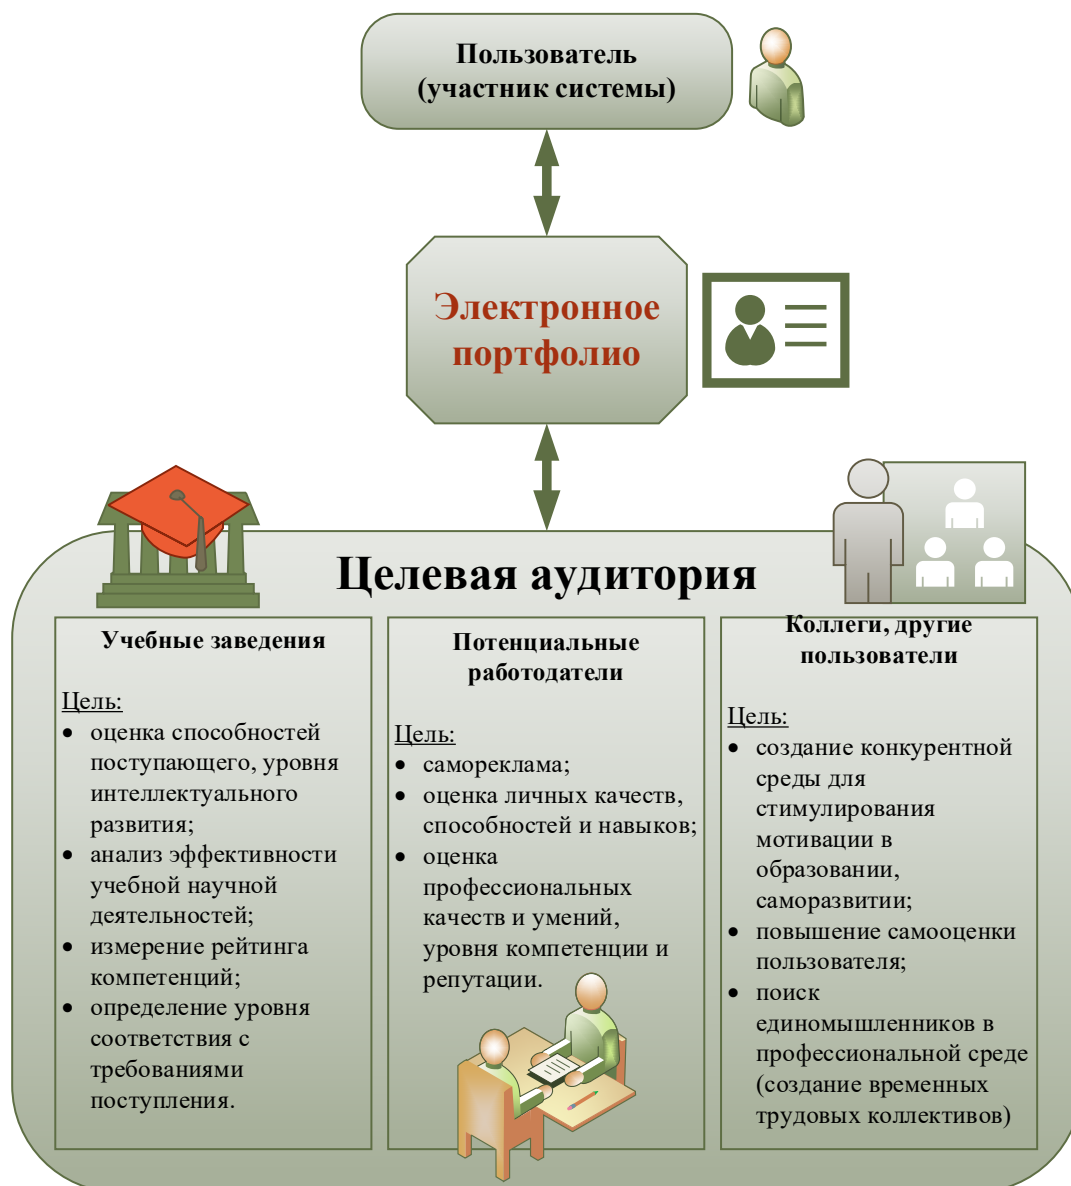 Пользователь
(участник системы)
Электронное
портфолио
Целевая аудитория
Учебные заведения
Цель:
• оценка способностей
поступающего, уровня
интеллектуального
развития;
• анализ эффективности
учебной научной
деятельностей;
• измерение рейтинга
компетенций;
• определение уровня
соответствия с
требованиями
поступления.
Потенциальные
работодатели
Цель:
• самореклама;
• оценка личных качеств,
способностей и навыков;
• оценка
профессиональных
качеств и умений,
уровня компетенции и
репутации.
Коллеги, другие
пользователи
Цель:
• создание конкурентной
среды для
стимулирования
мотивации в
образовании,
саморазвитии;
• повышение самооценки
пользователя;
• поиск
единомышленников в
профессиональной среде
(создание временных
трудовых коллективов)